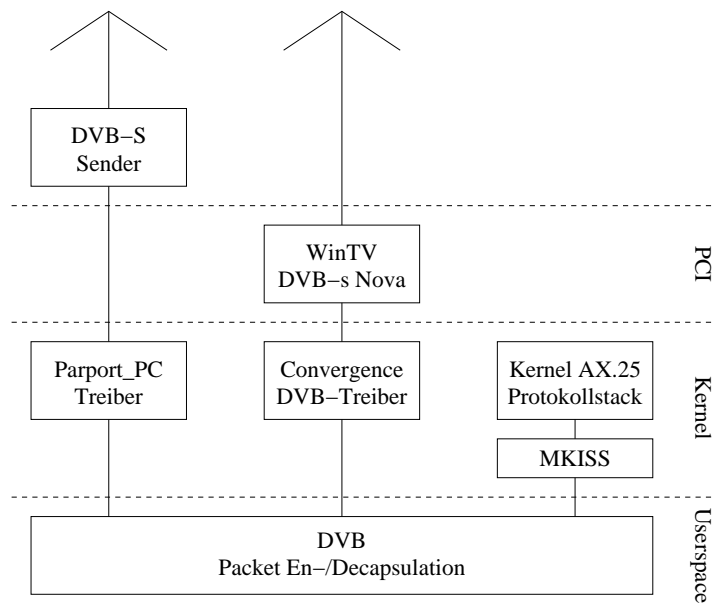 DVB−S
Sender
WinTV
DVB−s Nova
PCI
Parport_PC
Treiber
Convergence
DVB−Treiber
Kernel AX.25
Protokollstack
MKISS
Kernel
DVB
Packet En−/Decapsulation
Userspace